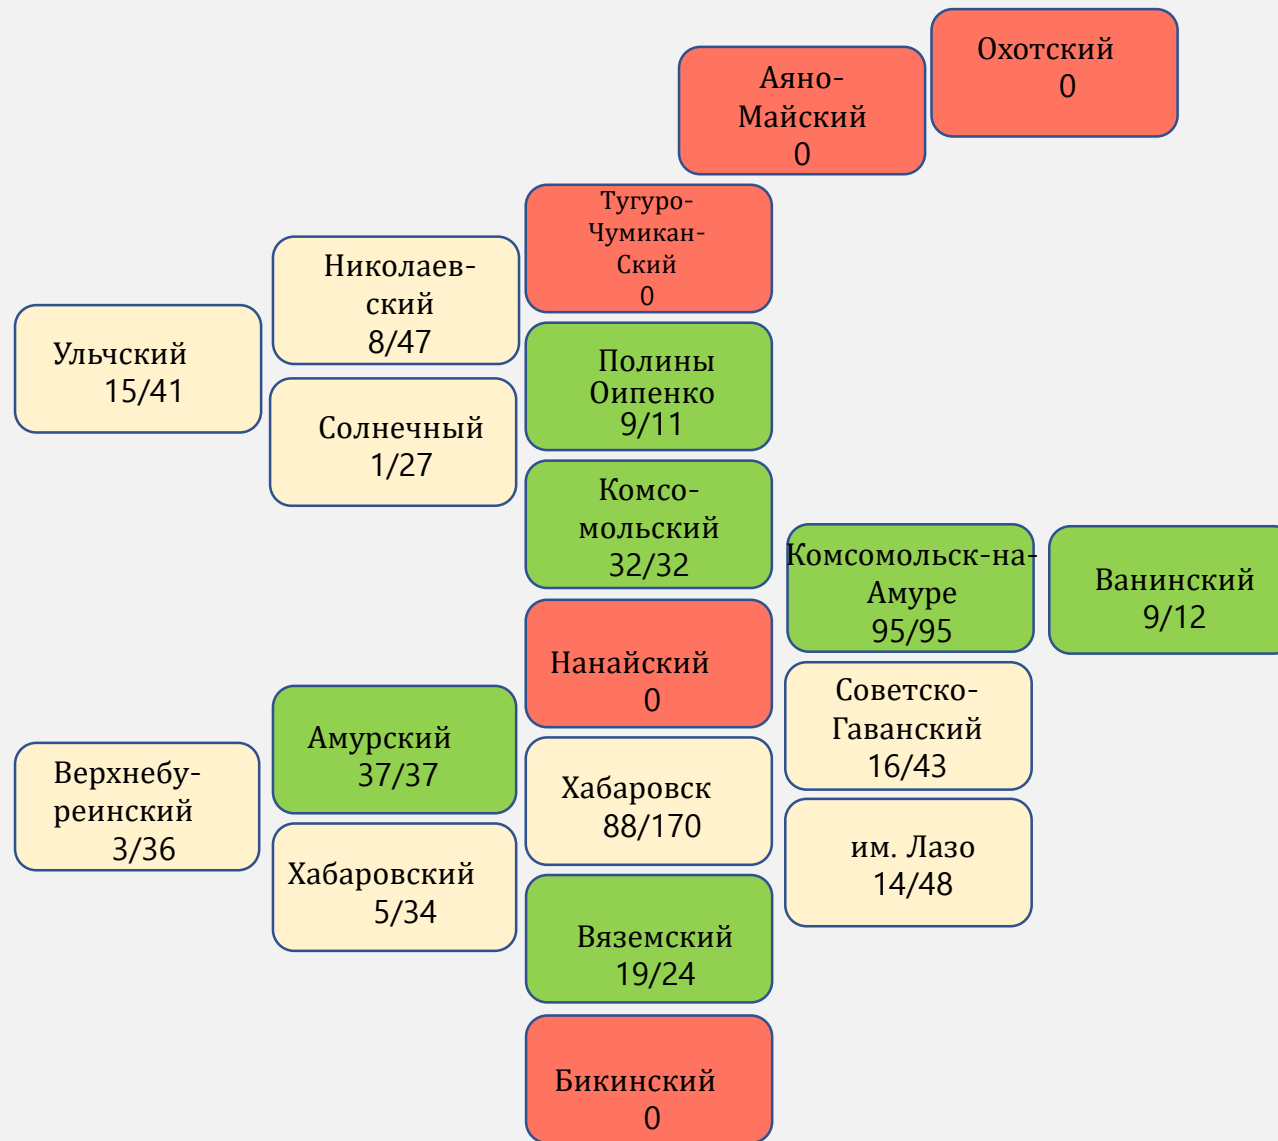 Охотский
0
Аяно-
Майский
0
Тугуро-
Чумикан-
Ский
0
Николаев-
ский
8/47
Ульчский
15/41
Полины
Оипенко
9/11
Солнечный
1/27
Комсо-
мольский
32/32
Комсомольск-на-
Амуре
95/95
Ванинский
9/12
Нанайский
0
Советско-
Гаванский
16/43
Амурский
37/37
Верхнебу-
реинский
3/36
Хабаровск
88/170
им. Лазо
14/48
Хабаровский
5/34
Вяземский
19/24
Бикинский
0